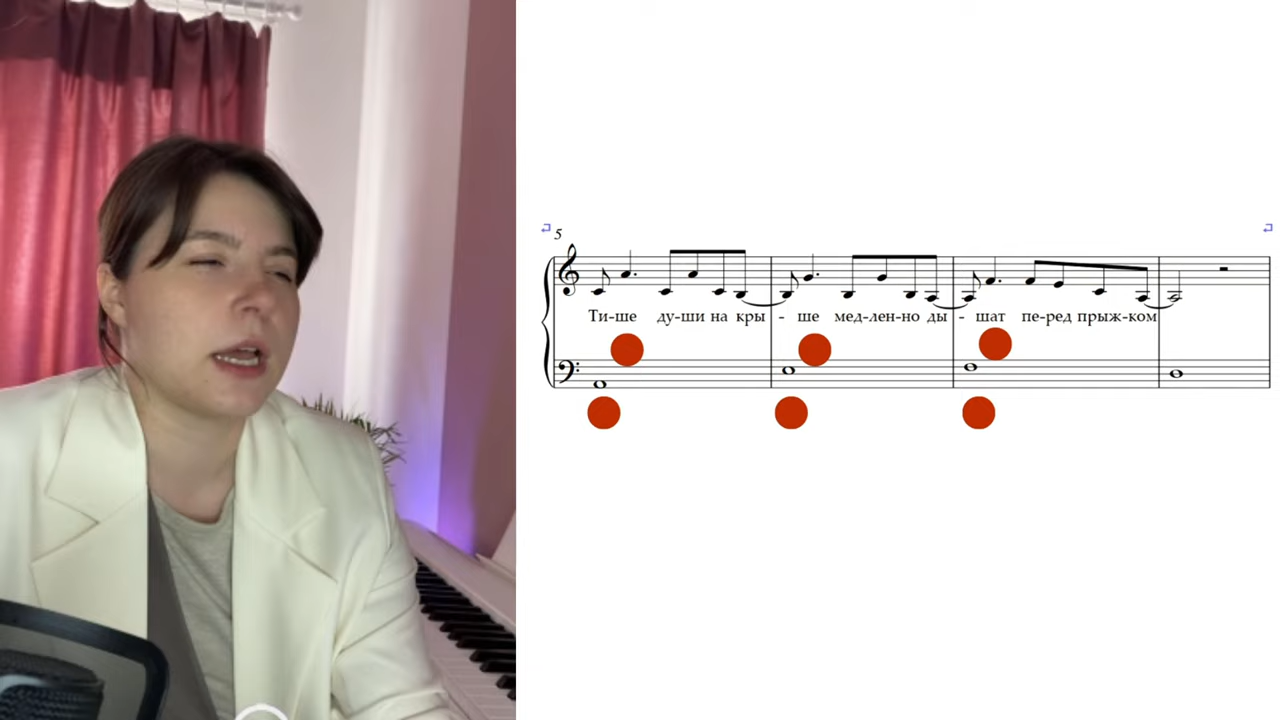 5
Ти-ше ду-ши на кры - ше мед-лен-но ды - шат пе-ред прыж-ком